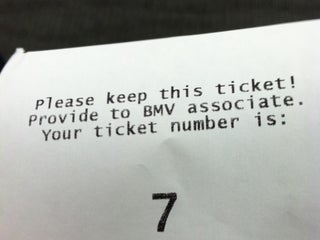 Please keep this ticket!
Provide to BMV associate.
Your ticket number is:
7